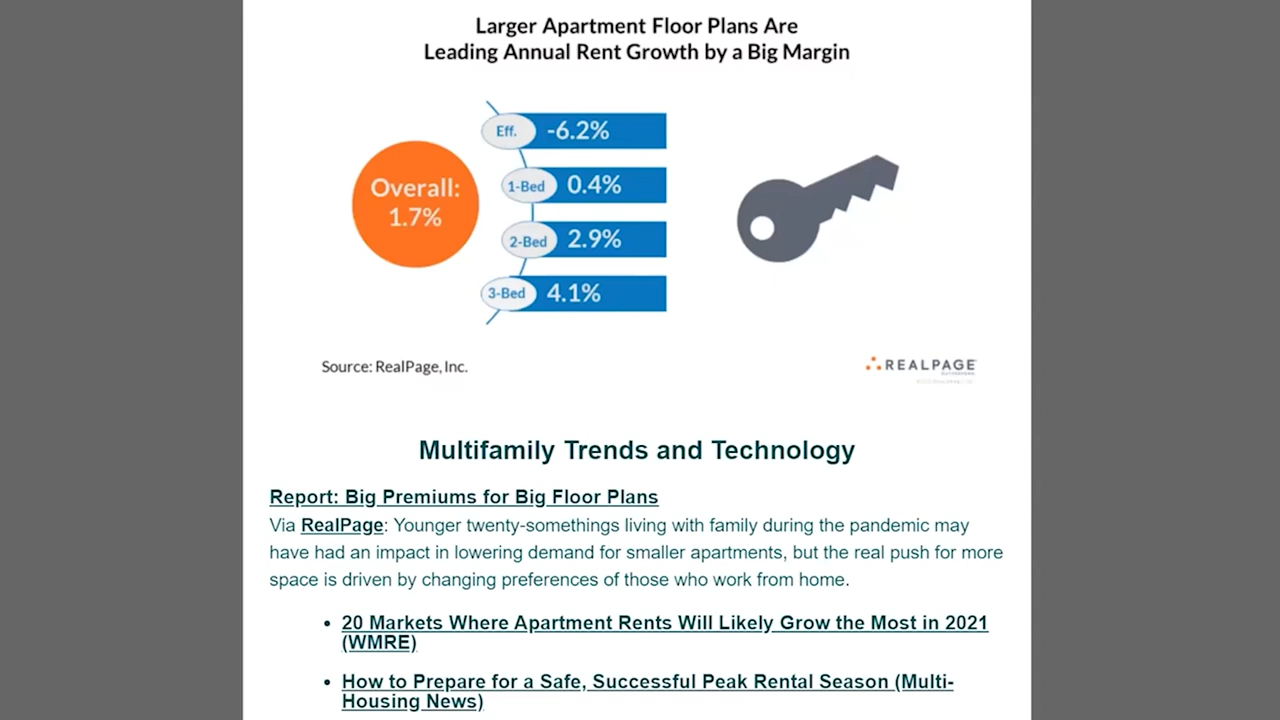 Larger Apartment Floor Plans Are
Leading Annual Rent Growth by a Big Margin
Overall:
1.7%
Eff. -6.2%
1-Bed 0.4%
2-Bed 2.9%
3-Bed 4.1%
Source: RealPage, Inc.
REALPAGE
Multifamily Trends and Technology
Report: Big Premiums for Big Floor Plans
Via RealPage: Younger twenty-somethings living with family during the pandemic may
have had an impact in lowering demand for smaller apartments, but the real push for more
space is driven by changing preferences of those who work from home.
• 20 Markets Where Apartment Rents Will Likely Grow the Most in 2021
(WMRE)
• How to Prepare for a Safe, Successful Peak Rental Season (Multi-
Housing News)